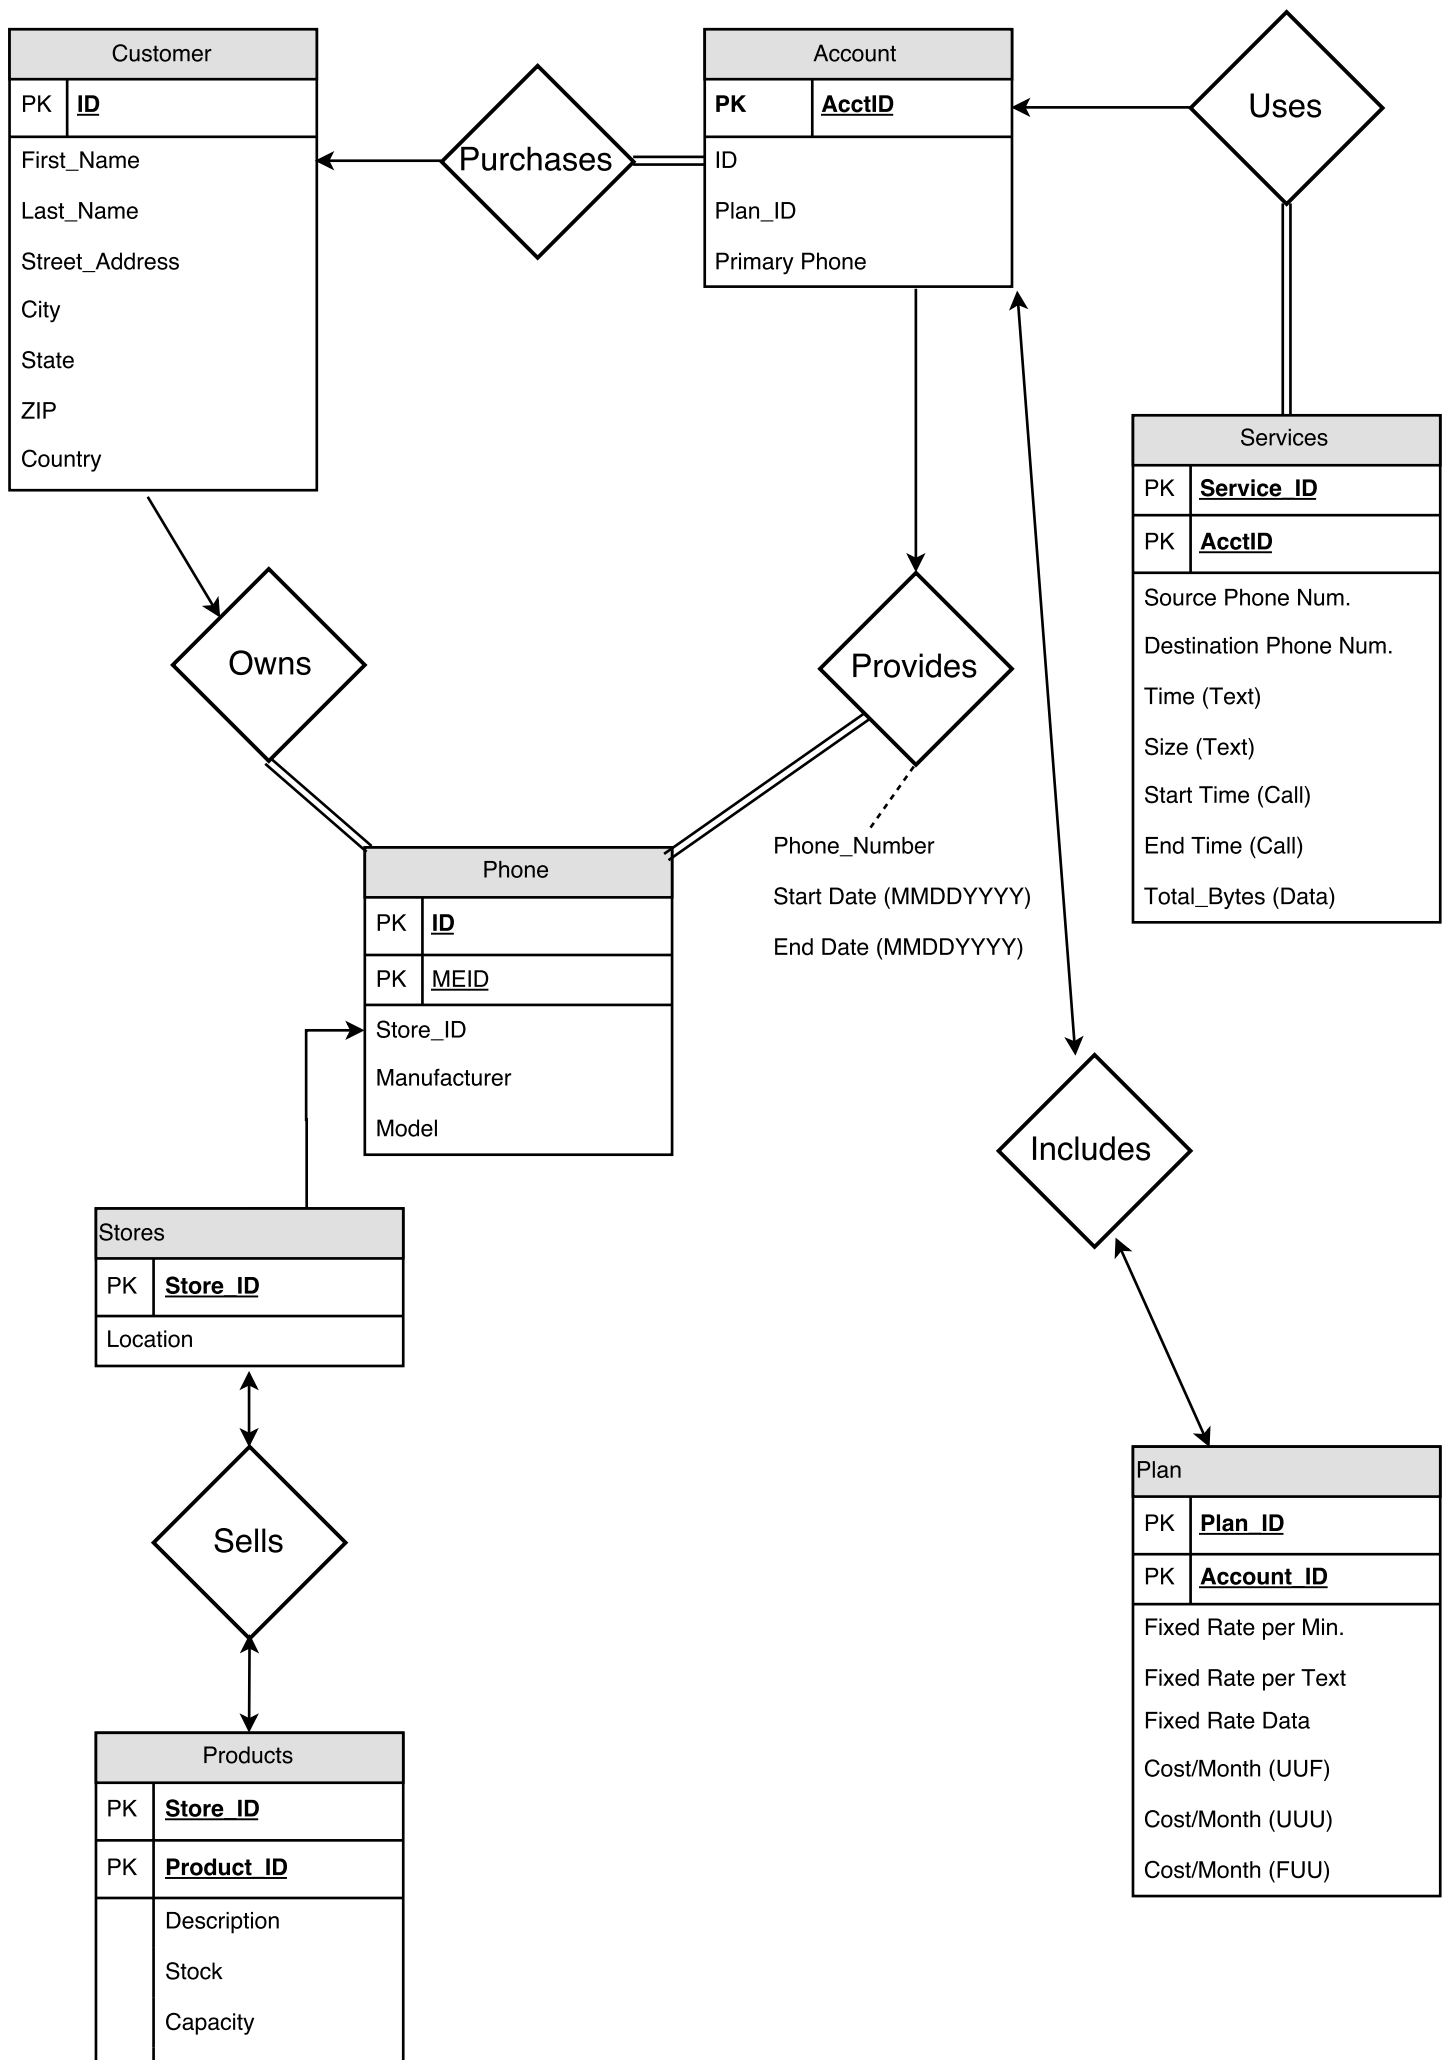 Customer
PK ID
First_Name
Last_Name
Street_Address
City
State
ZIP
Country
Purchases
Account
PK AcctID
ID
Plan_ID
Primary Phone
Uses
Services
PK Service_ID
PK AcctID
Source Phone Num.
Destination Phone Num.
Time (Text)
Size (Text)
Start Time (Call)
End Time (Call)
Total_Bytes (Data)
Owns
Provides
Phone_Number
Start Date (MMDDYYYY)
End Date (MMDDYYYY)
Phone
PK ID
PK MEID
Store_ID
Manufacturer
Model
Includes
Stores
PK Store_ID
Location
Sells
Plan
PK Plan_ID
PK Account_ID
Fixed Rate per Min.
Fixed Rate per Text
Fixed Rate Data
Cost/Month (UUF)
Cost/Month (UUU)
Cost/Month (FUU)
Products
PK Store_ID
PK Product_ID
Description
Stock
Capacity